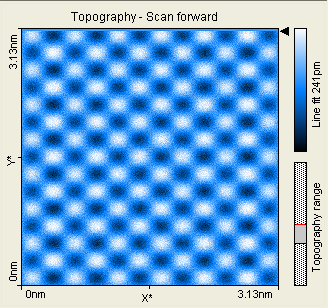 Topography - Scan forward
3.13nm
Y*
0nm
0nm
X*
3.13nm
Line fit 241pm
Topography range